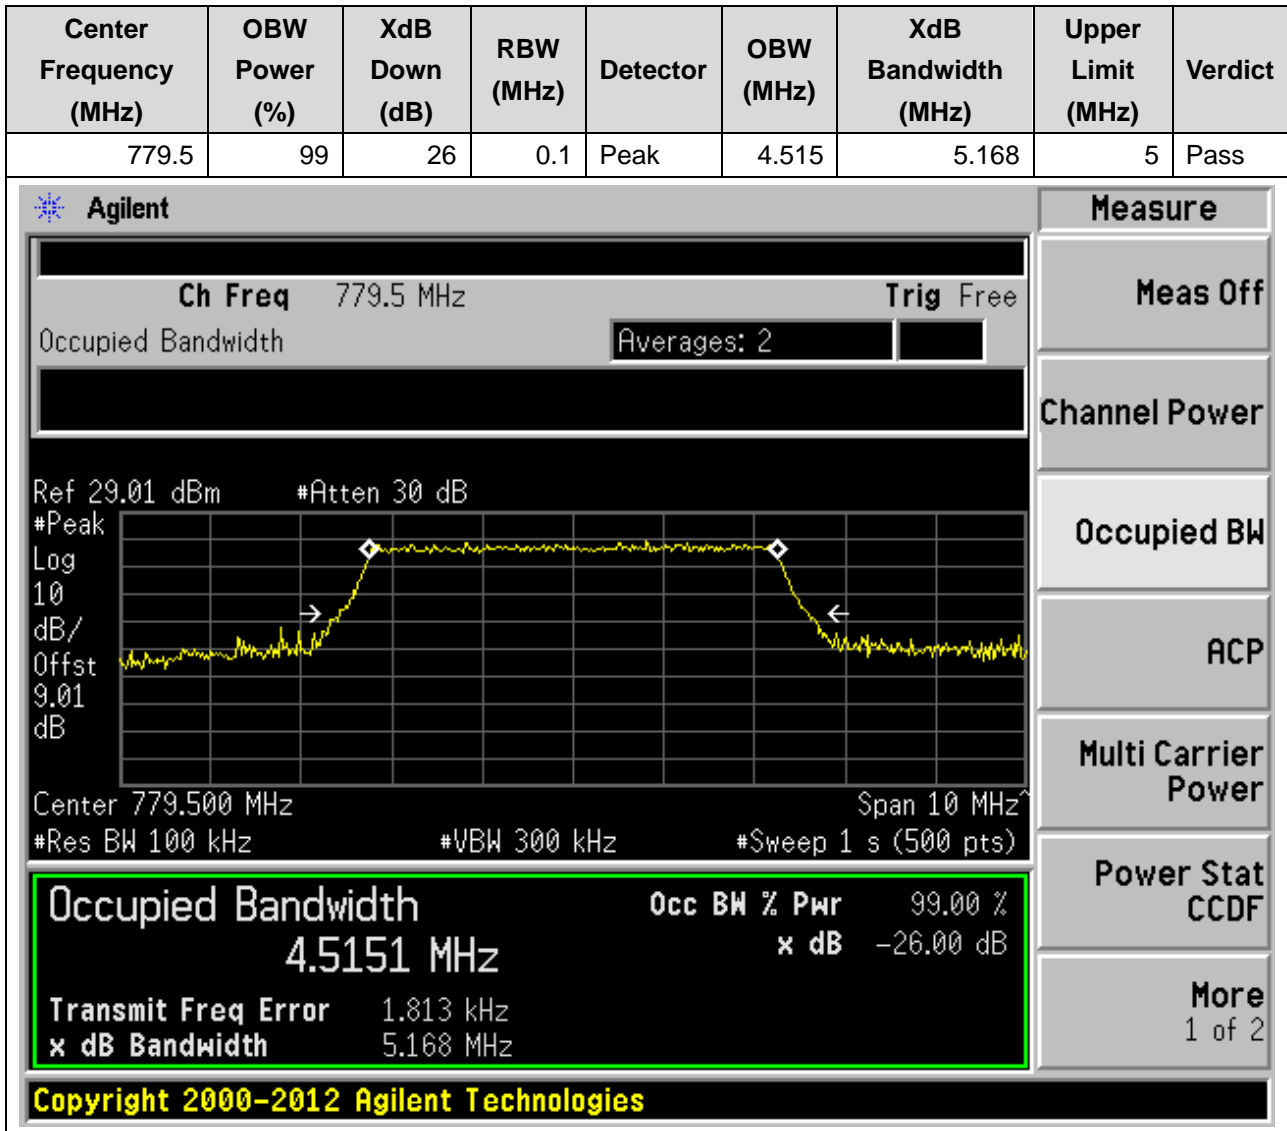 Center Frequency (MHz) OBW Power (%) XdB Down (dB) RBW (MHz) Detector OBW (MHz) XdB Bandwidth (MHz) Upper Limit (MHz) Verdict
779.5 99 26 0.1 Peak 4.515 5.168 5 Pass
Agilent
Measure
Ch Freq 779.5 MHz Trig Free
Meas Off
Occupied Bandwidth Averages: 2
Channel Power
Ref 29.01 dBm #Atten 30 dB
#Peak
Log
10
dB/
Offst
9.01
dB
Occupied BW
ACP
Multi Carrier
Power
Center 779.500 MHz Span 10 MHz^
#Res BW 100 kHz #VBW 300 kHz #Sweep 1 s (500 pts)
Power Stat
CCDF
Occupied Bandwidth Occ BW % Pwr 99.00 %
4.5151 MHz x dB -26.00 dB
Transmit Freq Error 1.813 kHz
x dB Bandwidth 5.168 MHz
More
1 of 2
Copyright 2000-2012 Agilent Technologies